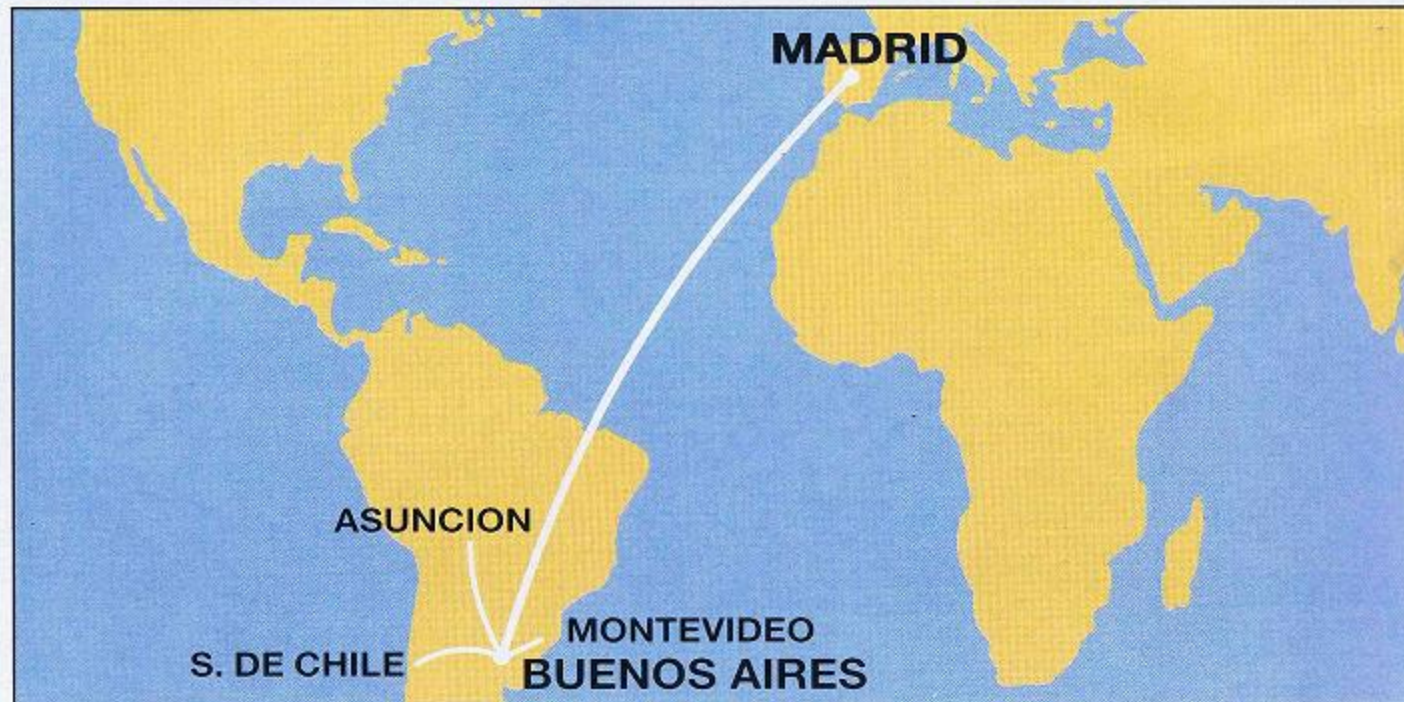 MADRID
ASUNCION
MONTEVIDEO
S. DE CHILE
BUENOS AIRES